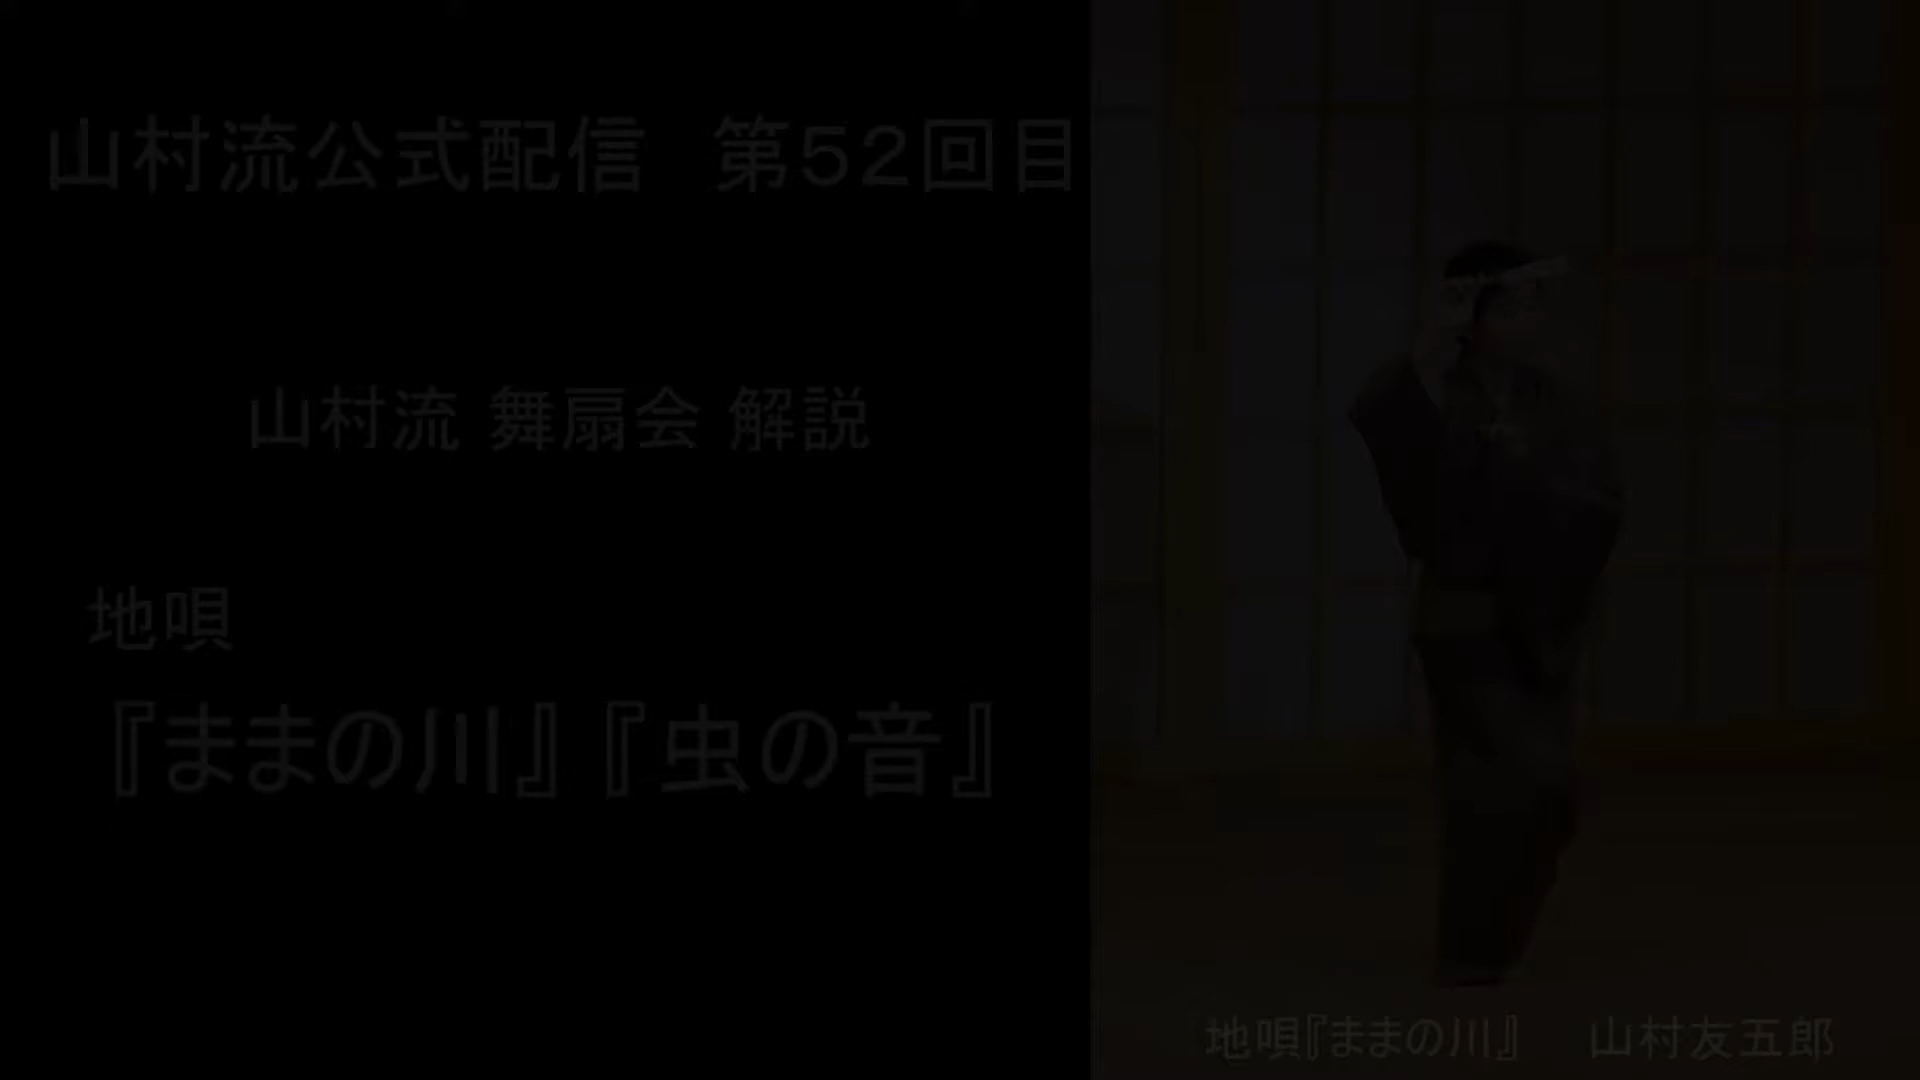 山村流公式配信　第５２回目
山村流 舞扇会 解説
地唄
『ままの川』『虫の音』
地唄『ままの川』　山村友五郎